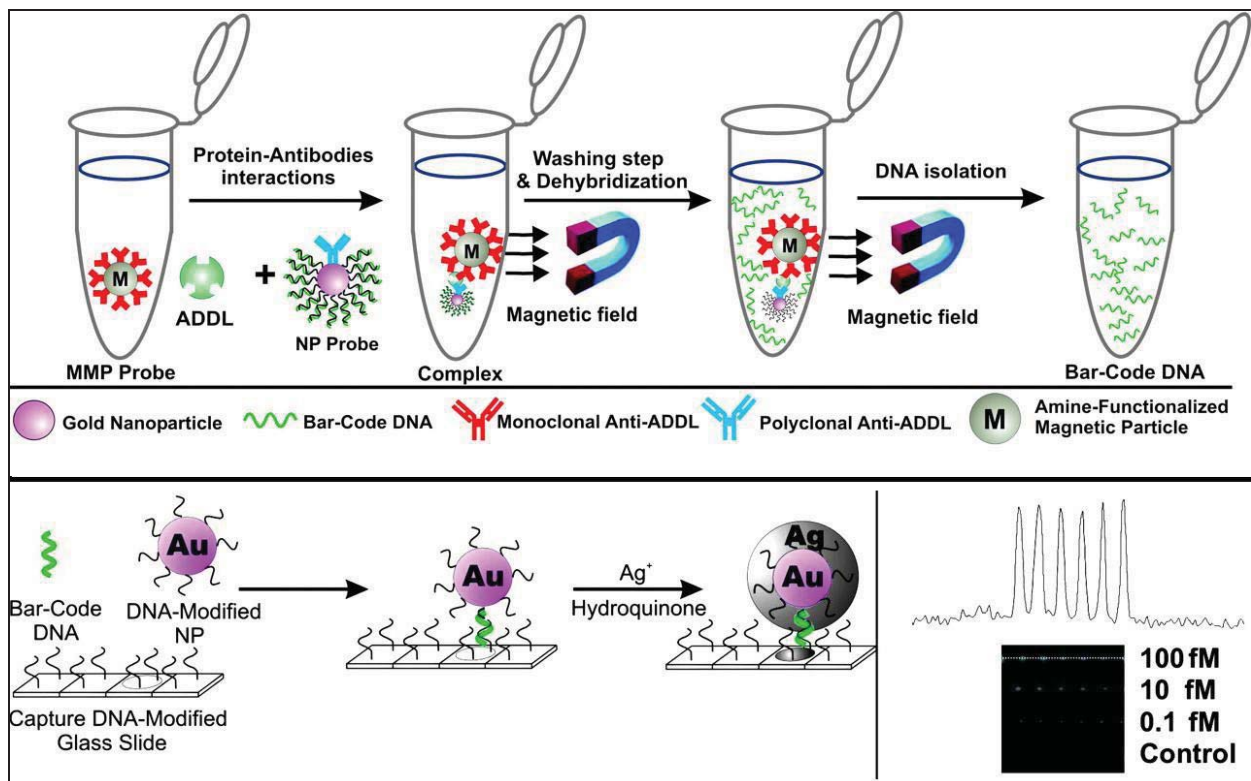 Protein-Antibodies
interactions
Washing step
& Dehybridization
DNA isolation
M
ADDL
+
NP Probe
M
Magnetic field
M
Magnetic field
MMP Probe
Complex
Bar-Code DNA
Gold Nanoparticle
Bar-Code DNA
Monoclonal Anti-ADDL
Polyclonal Anti-ADDL
M
Amine-Functionalized
Magnetic Particle
Au
Bar-Code
DNA
DNA-Modified
NP
Capture DNA-Modified
Glass Slide
Au
Ag+
Hydroquinone
Ag
Au
100 fM
10 fM
0.1 fM
Control